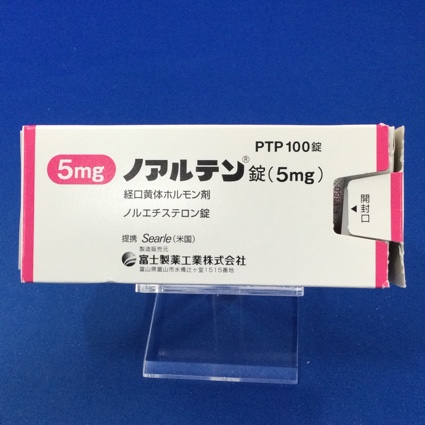 PTP 100錠
5mg ノアルテン®錠(5mg)
経口黄体ホルモン剤
ノルエチステロン錠
提携 Searle(米国)
製造販売元
富士製薬工業株式会社
富山県富山市水橋辻ヶ堂1515番地
開封口